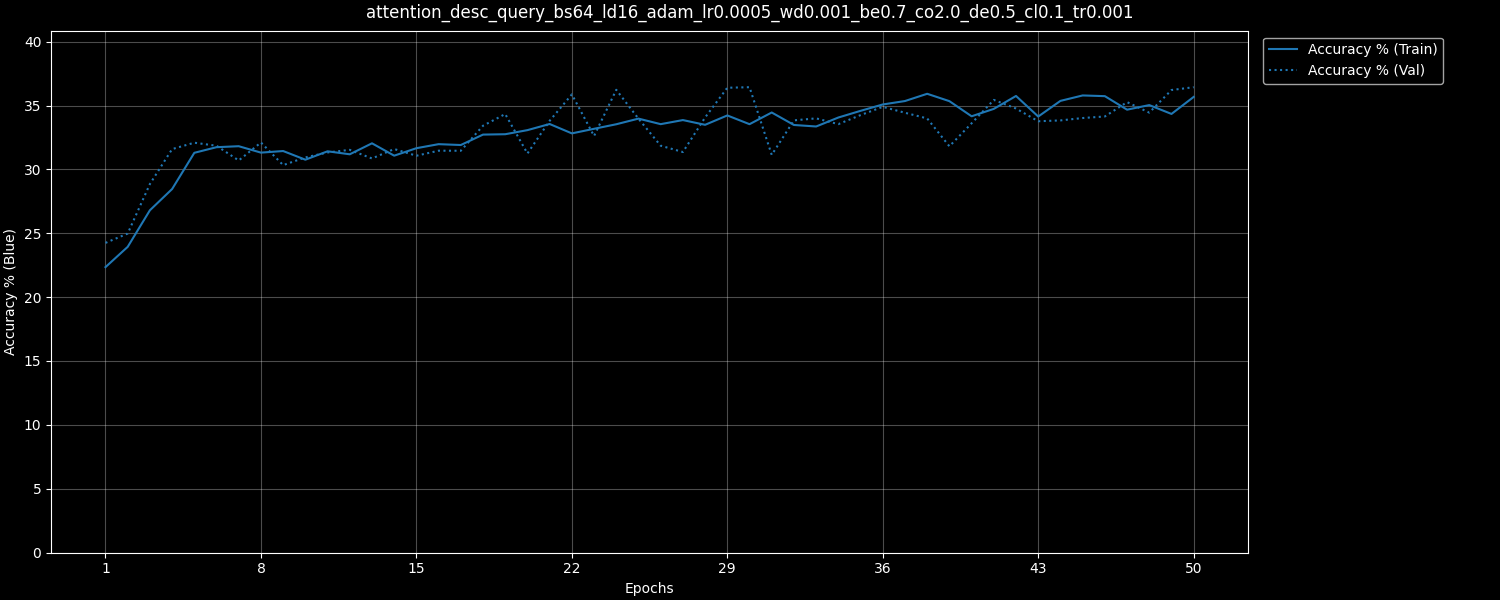 attention_desc_query_bs64_ld16_adam_lr0.0005_wd0.001_be0.7_co2.0_de0.5_cl0.1_tr0.001
Accuracy % (Train)
Accuracy % (Val)
Accuracy % (Blue)
40
35
30
25
20
15
10
5
0
1 8 15 22 29 36 43 50
Epochs